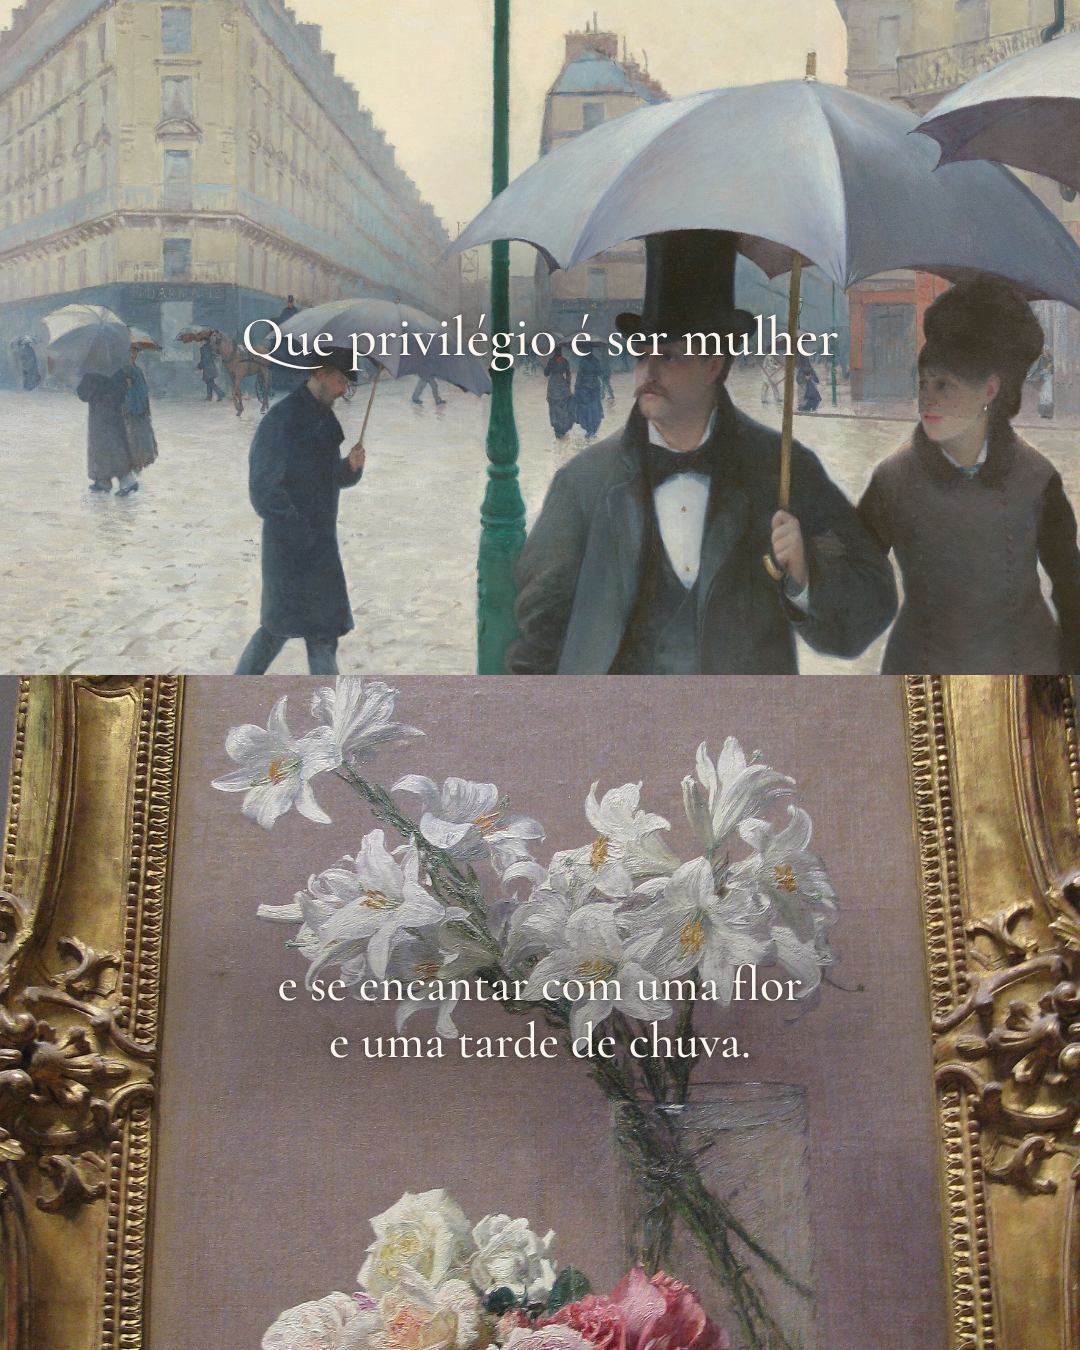 Que privilégio é ser mulher
e se encantar com uma flor
e uma tarde de chuva.